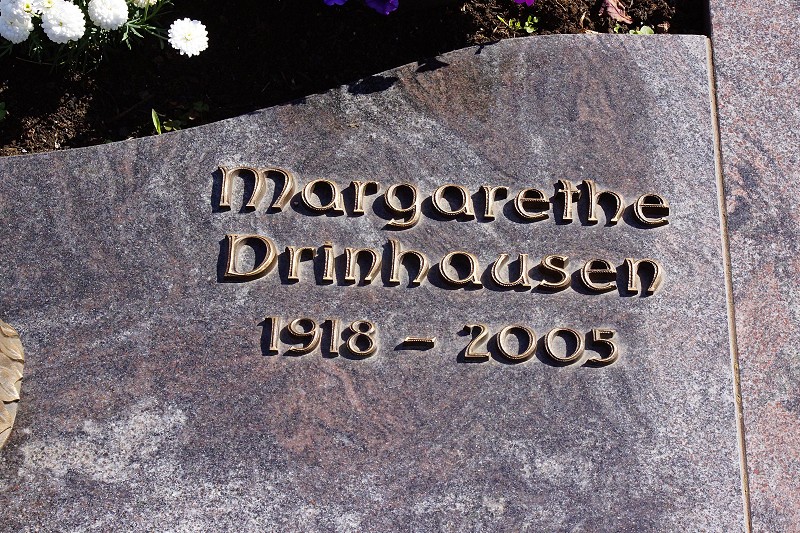 Margarethe
Drinhausen
1918 – 2005